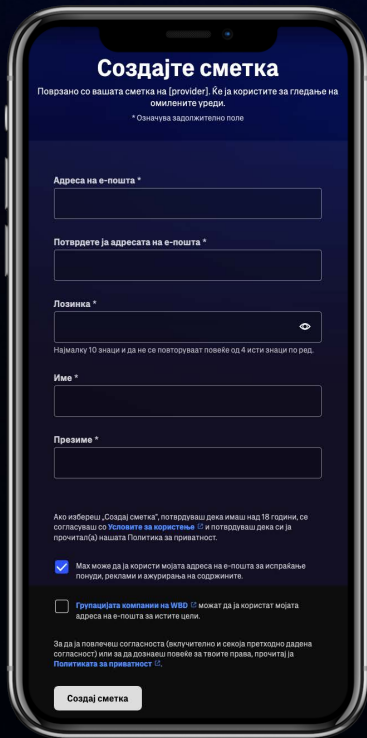 Создајте сметка
Поврзано со вашата сметка на [provider]. Ќе ја користите за гледање на
омилените уреди.
* Означува задолжително поле
Адреса на е-пошта *
Потврдете ја адресата на е-пошта *
Лозинка *
Најмалку 10 знаци и да не се повторуваат повеќе од 4 исти знаци по ред.
Име *
Презиме *
Ако избереш „Создај сметка“, потврдуваш дека имаш над 18 години, се
согласуваш со Условите за користење и потврдуваш дека си ја
прочитал(а) нашата Политика за приватност.
Max може да ја користи мојата адреса на е-пошта за испраќање
понуди, реклами и ажурирања на содржините.
Групацијата компании на WBD можат да ја користат мојата
адреса на е-пошта за истите цели.
За да ја повлечеш согласноста (вклучително и секоја претходно дадена
согласност) или за да дознаеш повеќе за твоите права, прочитај ја
Политиката за приватност.
Создај сметка